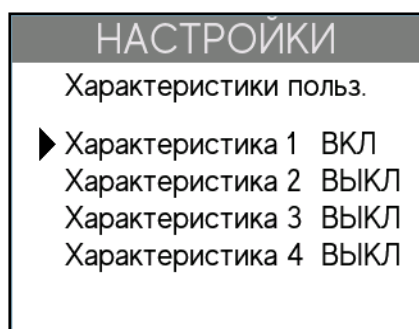 НАСТРОЙКИ
Характеристики польз.
Характеристика 1 ВКЛ
Характеристика 2 ВЫКЛ
Характеристика 3 ВЫКЛ
Характеристика 4 ВЫКЛ